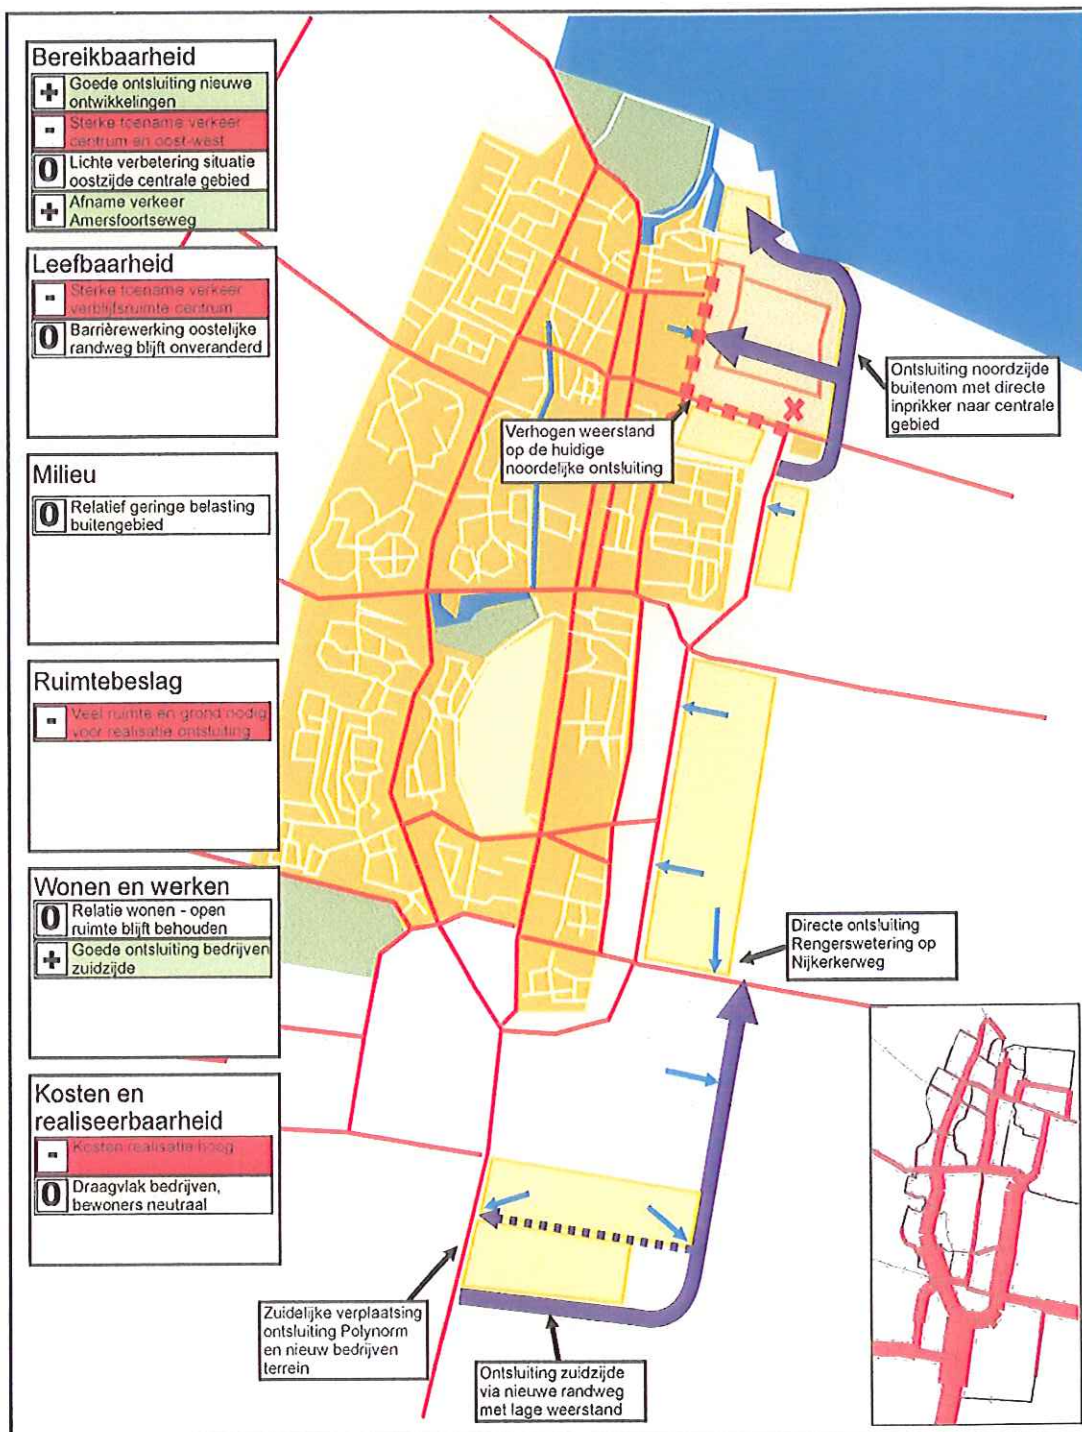 Bereikbaarheid
+ Goede ontsluiting nieuwe
ontwikkelingen
- Sterke toename verkeer
centrum en oost-west
0 Lichte verbetering situatie
oostzijde centrale gebied
+ Afname verkeer
Amersfoortseweg
Leefbaarheid
- Sterke toename verkeer
verblijfsruimte centrum
0 Barrièrewerking oostelijke
randweg blijft onveranderd
Milieu
0 Relatief geringe belasting
buitengebied
Ruimtebeslag
- Veel ruimte en grond nodig
voor realisatie ontsluiting
Wonen en werken
0 Relatie wonen - open
ruimte blijft behouden
+ Goede ontsluiting bedrijven
zuidzijde
Kosten en
realiseerbaarheid
- Kosten realisatie hoog
0 Draagvlak bedrijven,
bewoners neutraal
Ontsluiting noordzijde
buitenom met directe
inprikker naar centrale
gebied
Verhogen weerstand
op de huidige
noordelijke ontsluiting
Directe ontsluiting
Rengerswetering op
Nijkerkerweg
Zuidelijke verplaatsing
ontsluiting Polynorm
en nieuw bedrijven
terrein
Ontsluiting zuidzijde
via nieuwe randweg
met lage weerstand